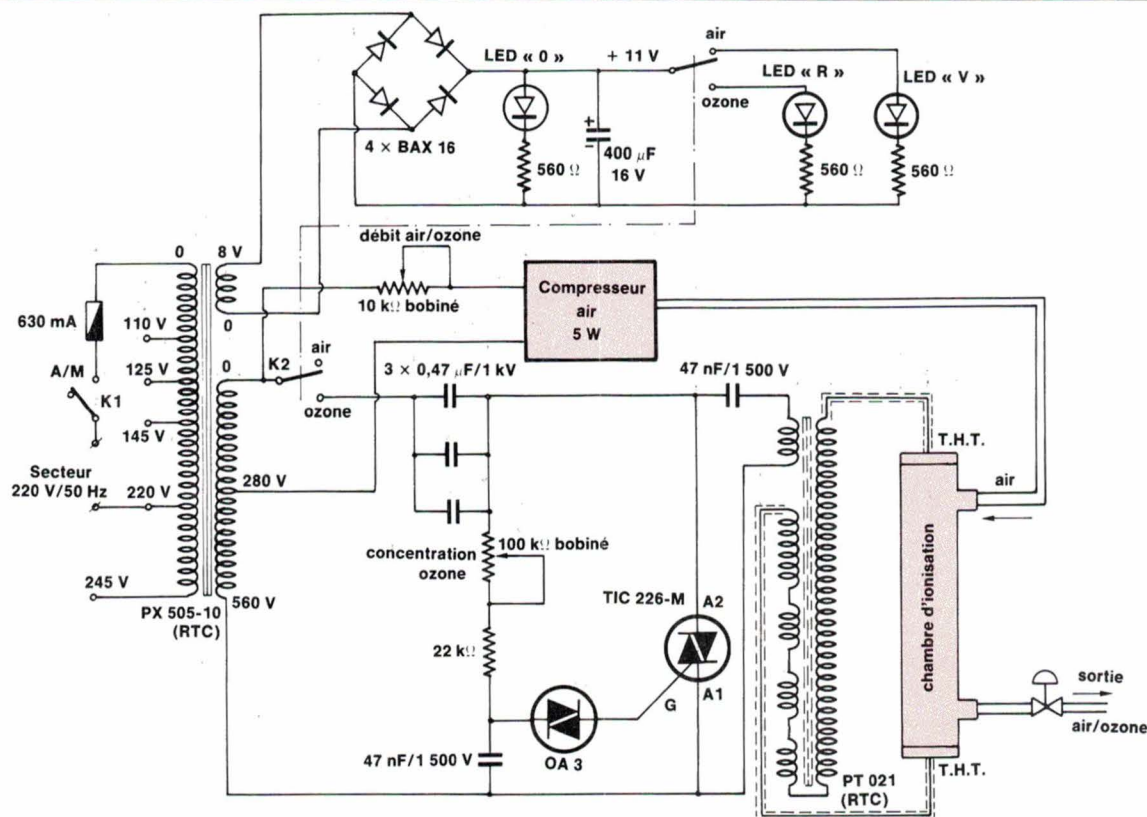 air
LED « 0 »
+ 11 V
LED « R »
LED « V »
ozone
4 × BAX 16
560 Ω
+
−
400 µF
16 V
560 Ω
560 Ω
0
8 V
débit air/ozone
10 kΩ bobiné
Compresseur
air
5 W
630 mA
110 V
0
0
K2
air
A/M
125 V
3 × 0,47 µF/1 kV
47 nF/1 500 V
K1
ozone
145 V
T.H.T.
Secteur
220 V/50 Hz
220 V
280 V
air
concentration
ozone
100 kΩ bobiné
chambre d'ionisation
245 V
560 V
PX 505-10
(RTC)
TIC 226-M
A2
22 kΩ
G
A1
sortie
air/ozone
47 nF/1 500 V
OA 3
PT 021
(RTC)
T.H.T.